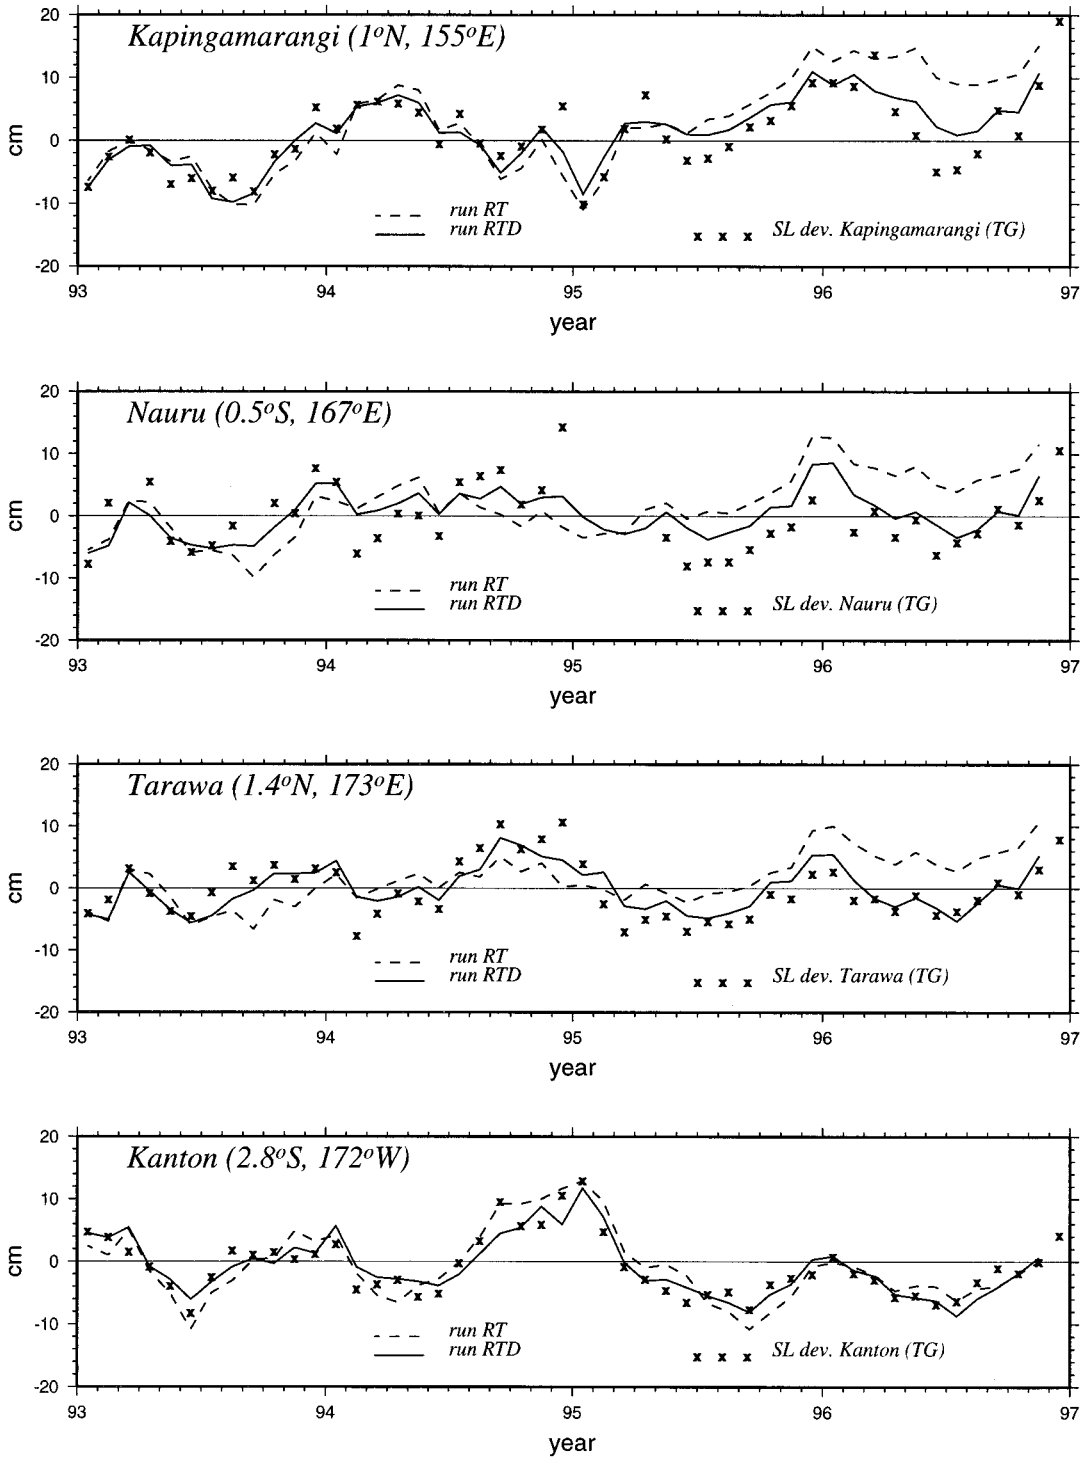 20
Kapingamarangi (1°N, 155°E)
10
cm
0
-10
run RT
run RTD
SL dev. Kapingamarangi (TG)
-20
93 94 95 96 97
year
20
Nauru (0.5°S, 167°E)
10
cm
0
-10
run RT
run RTD
SL dev. Nauru (TG)
-20
93 94 95 96 97
year
20
Tarawa (1.4°N, 173°E)
10
cm
0
-10
run RT
run RTD
SL dev. Tarawa (TG)
-20
93 94 95 96 97
year
20
Kanton (2.8°S, 172°W)
10
cm
0
-10
run RT
run RTD
SL dev. Kanton (TG)
-20
93 94 95 96 97
year